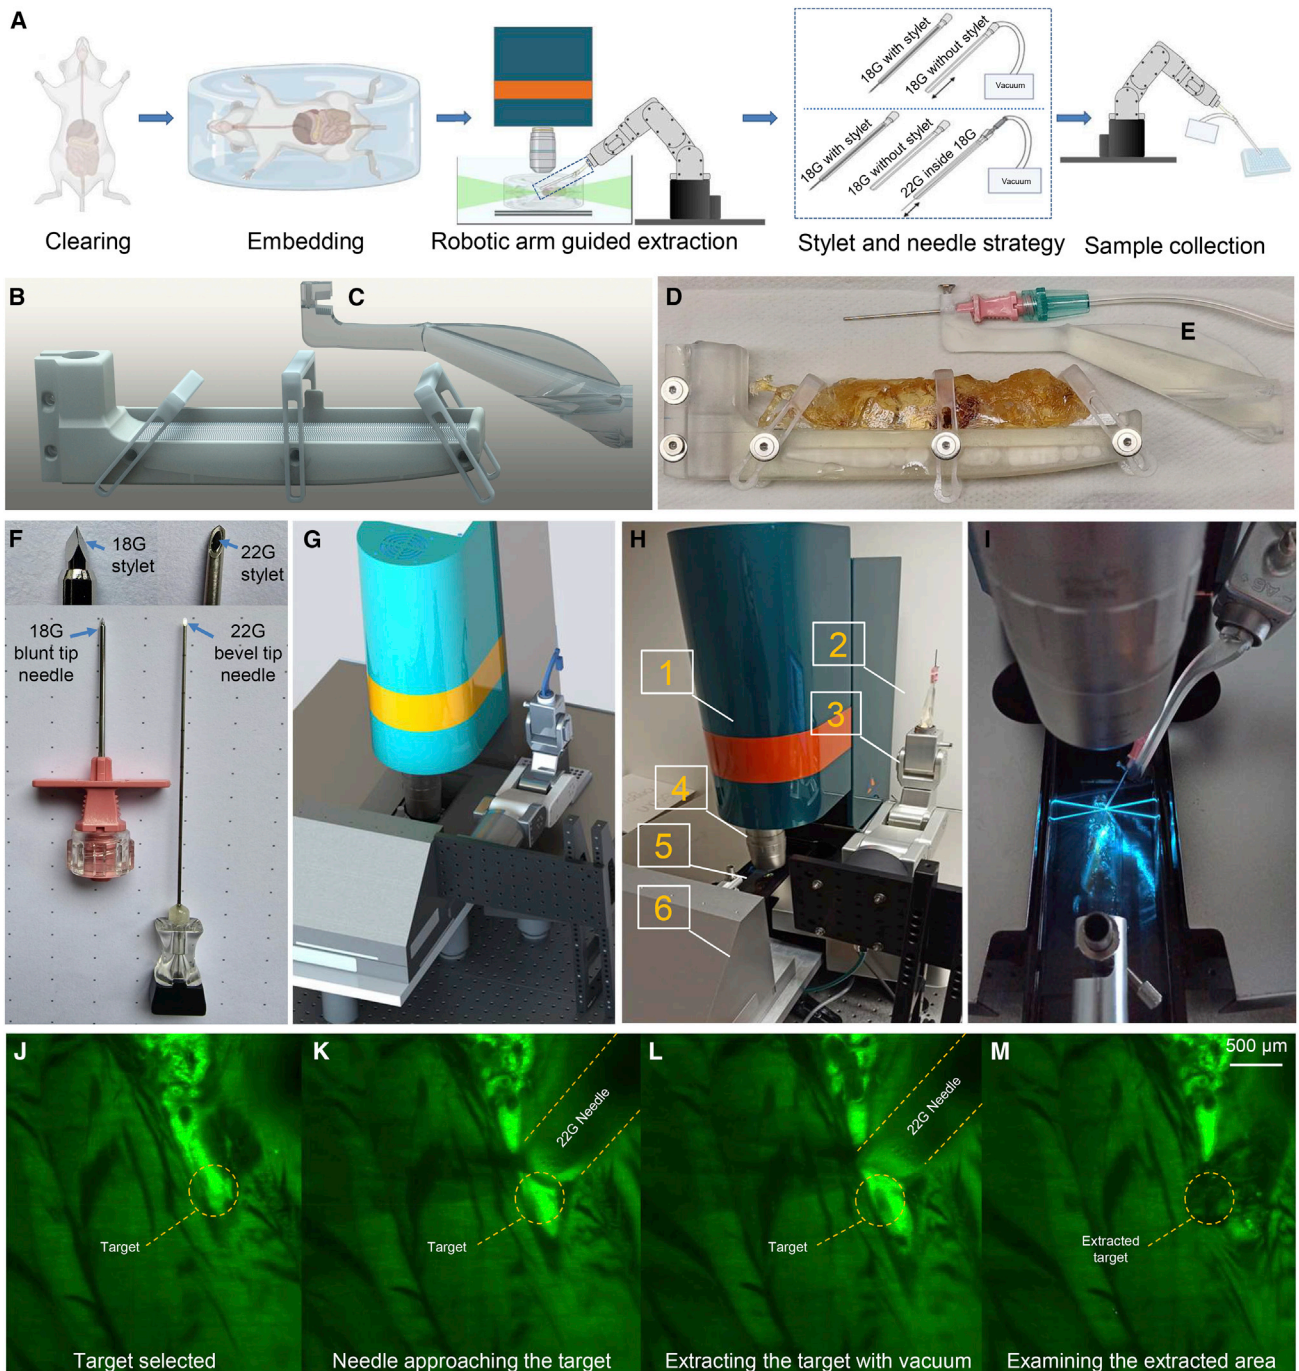 A
18G with stylet
18G without stylet
Vacuum
18G with stylet
18G without stylet
22G inside 18G
Vacuum
Clearing
Embedding
Robotic arm guided extraction
Stylet and needle strategy
Sample collection
B
C
D
E
F
18G
stylet
22G
stylet
18G
blunt tip
needle
22G
bevel tip
needle
G
H
1
2
3
4
5
6
I
J
Target
Target selected
K
22G Needle
Target
Needle approaching the target
L
22G Needle
Target
Extracting the target with vacuum
M
500 µm
Extracted
target
Examining the extracted area